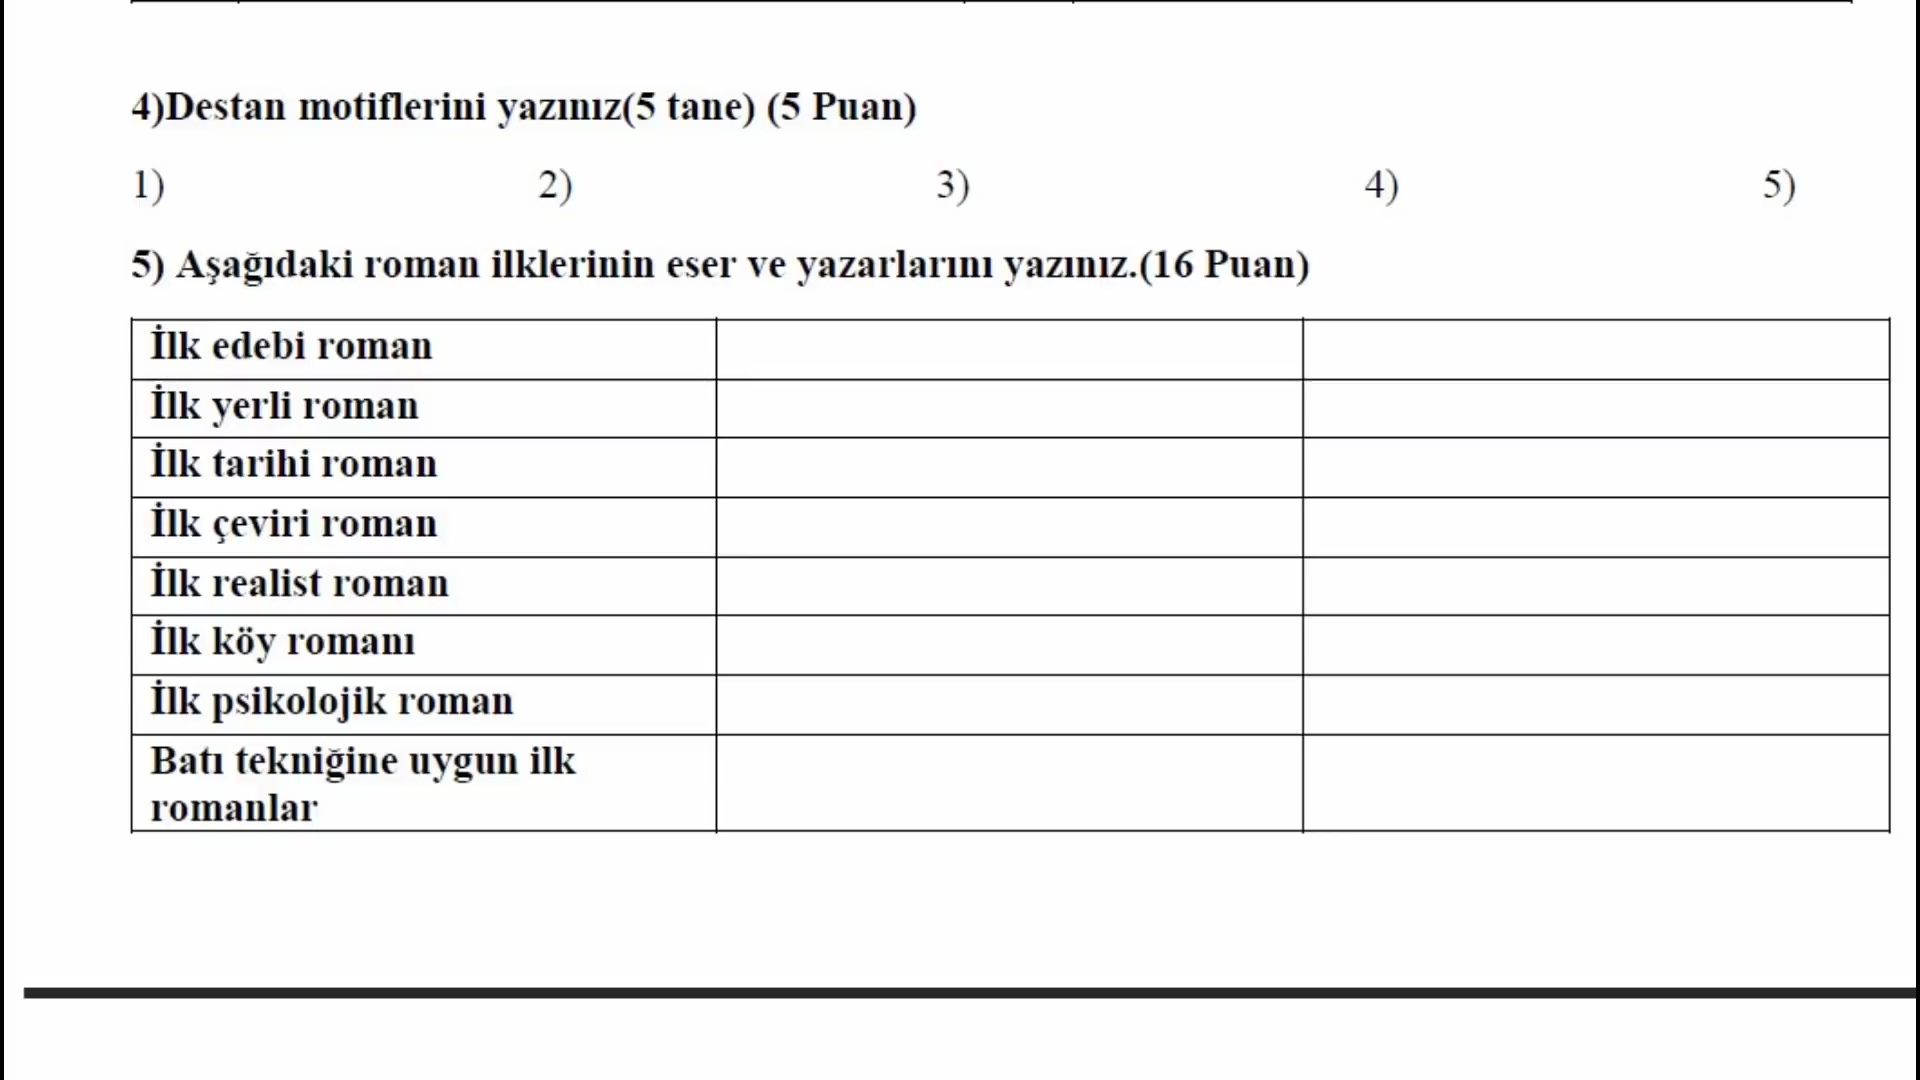 4)Destan motiflerini yazınız(5 tane) (5 Puan)
1) 2) 3) 4) 5)
5) Aşağıdaki roman ilklerinin eser ve yazarlarını yazınız.(16 Puan)
İlk edebi roman
İlk yerli roman
İlk tarihi roman
İlk çeviri roman
İlk realist roman
İlk köy romanı
İlk psikolojik roman
Batı tekniğine uygun ilk
romanlar